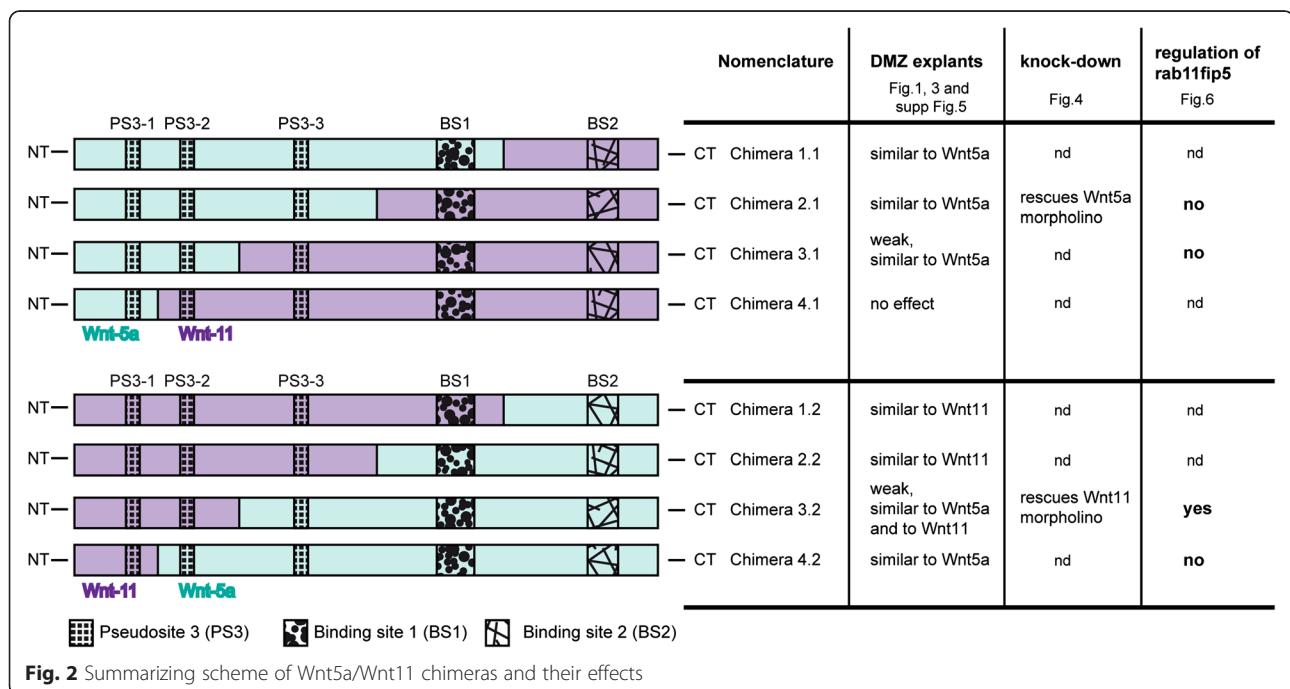 Nomenclature DMZ explants knock-down regulation of
rab11fip5
Fig.1, 3 and
supp Fig.5
Fig.4
Fig.6
PS3-1 PS3-2 PS3-3 BS1 BS2
NT CT Chimera 1.1 similar to Wnt5a nd nd
NT CT Chimera 2.1 similar to Wnt5a rescues Wnt5a
morpholino
no
NT CT Chimera 3.1 weak,
similar to Wnt5a
nd no
NT CT Chimera 4.1 no effect nd nd
Wnt-5a Wnt-11
PS3-1 PS3-2 PS3-3 BS1 BS2
NT CT Chimera 1.2 similar to Wnt11 nd nd
NT CT Chimera 2.2 similar to Wnt11 nd nd
NT CT Chimera 3.2 weak,
similar to Wnt5a
and to Wnt11
rescues Wnt11
morpholino
yes
NT CT Chimera 4.2 similar to Wnt5a nd no
Wnt-11 Wnt-5a
Pseudosite 3 (PS3) Binding site 1 (BS1) Binding site 2 (BS2)
Fig. 2 Summarizing scheme of Wnt5a/Wnt11 chimeras and their effects